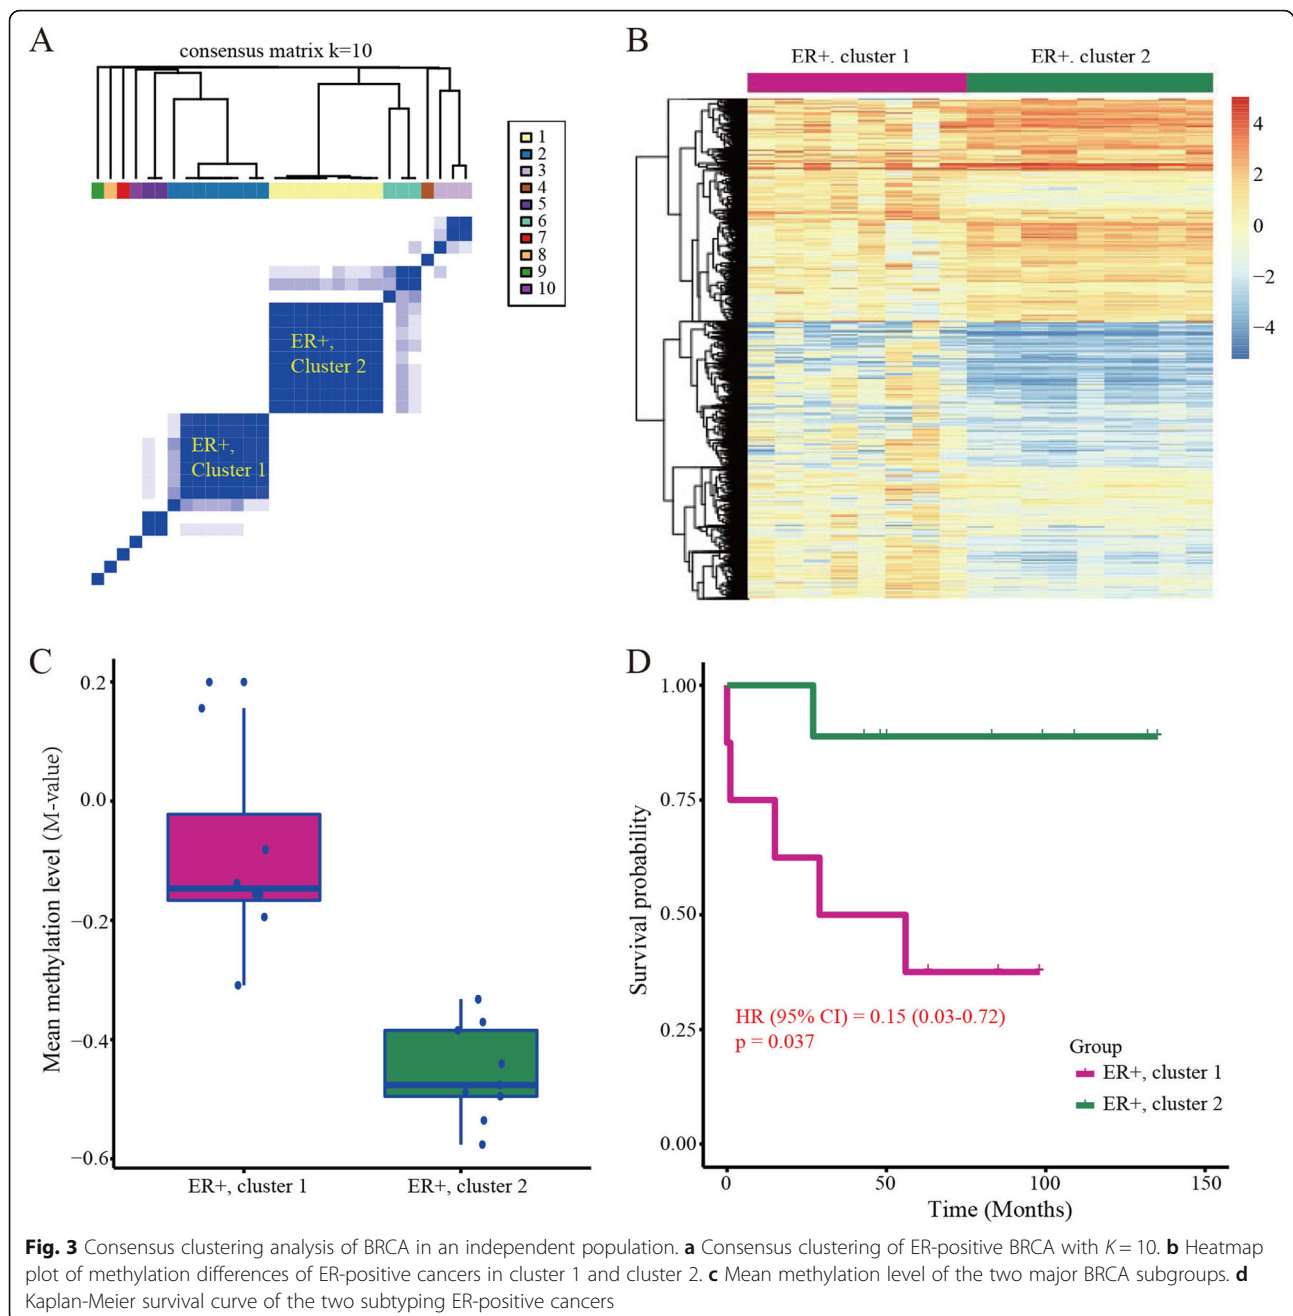 A
consensus matrix k=10
1
2
3
4
5
6
7
8
9
10
ER+,
Cluster 2
ER+,
Cluster 1
B
ER+. cluster 1
ER+. cluster 2
4
2
0
−2
−4
C
Mean methylation level (M-value)
0.2
0.0
−0.2
−0.4
−0.6
ER+, cluster 1
ER+, cluster 2
D
Survival probability
1.00
0.75
0.50
0.25
0.00
HR (95% CI) = 0.15 (0.03-0.72)
p = 0.037
Group
ER+, cluster 1
ER+, cluster 2
0
50
100
150
Time (Months)
Fig. 3 Consensus clustering analysis of BRCA in an independent population. a Consensus clustering of ER-positive BRCA with K = 10. b Heatmap
plot of methylation differences of ER-positive cancers in cluster 1 and cluster 2. c Mean methylation level of the two major BRCA subgroups. d
Kaplan-Meier survival curve of the two subtyping ER-positive cancers